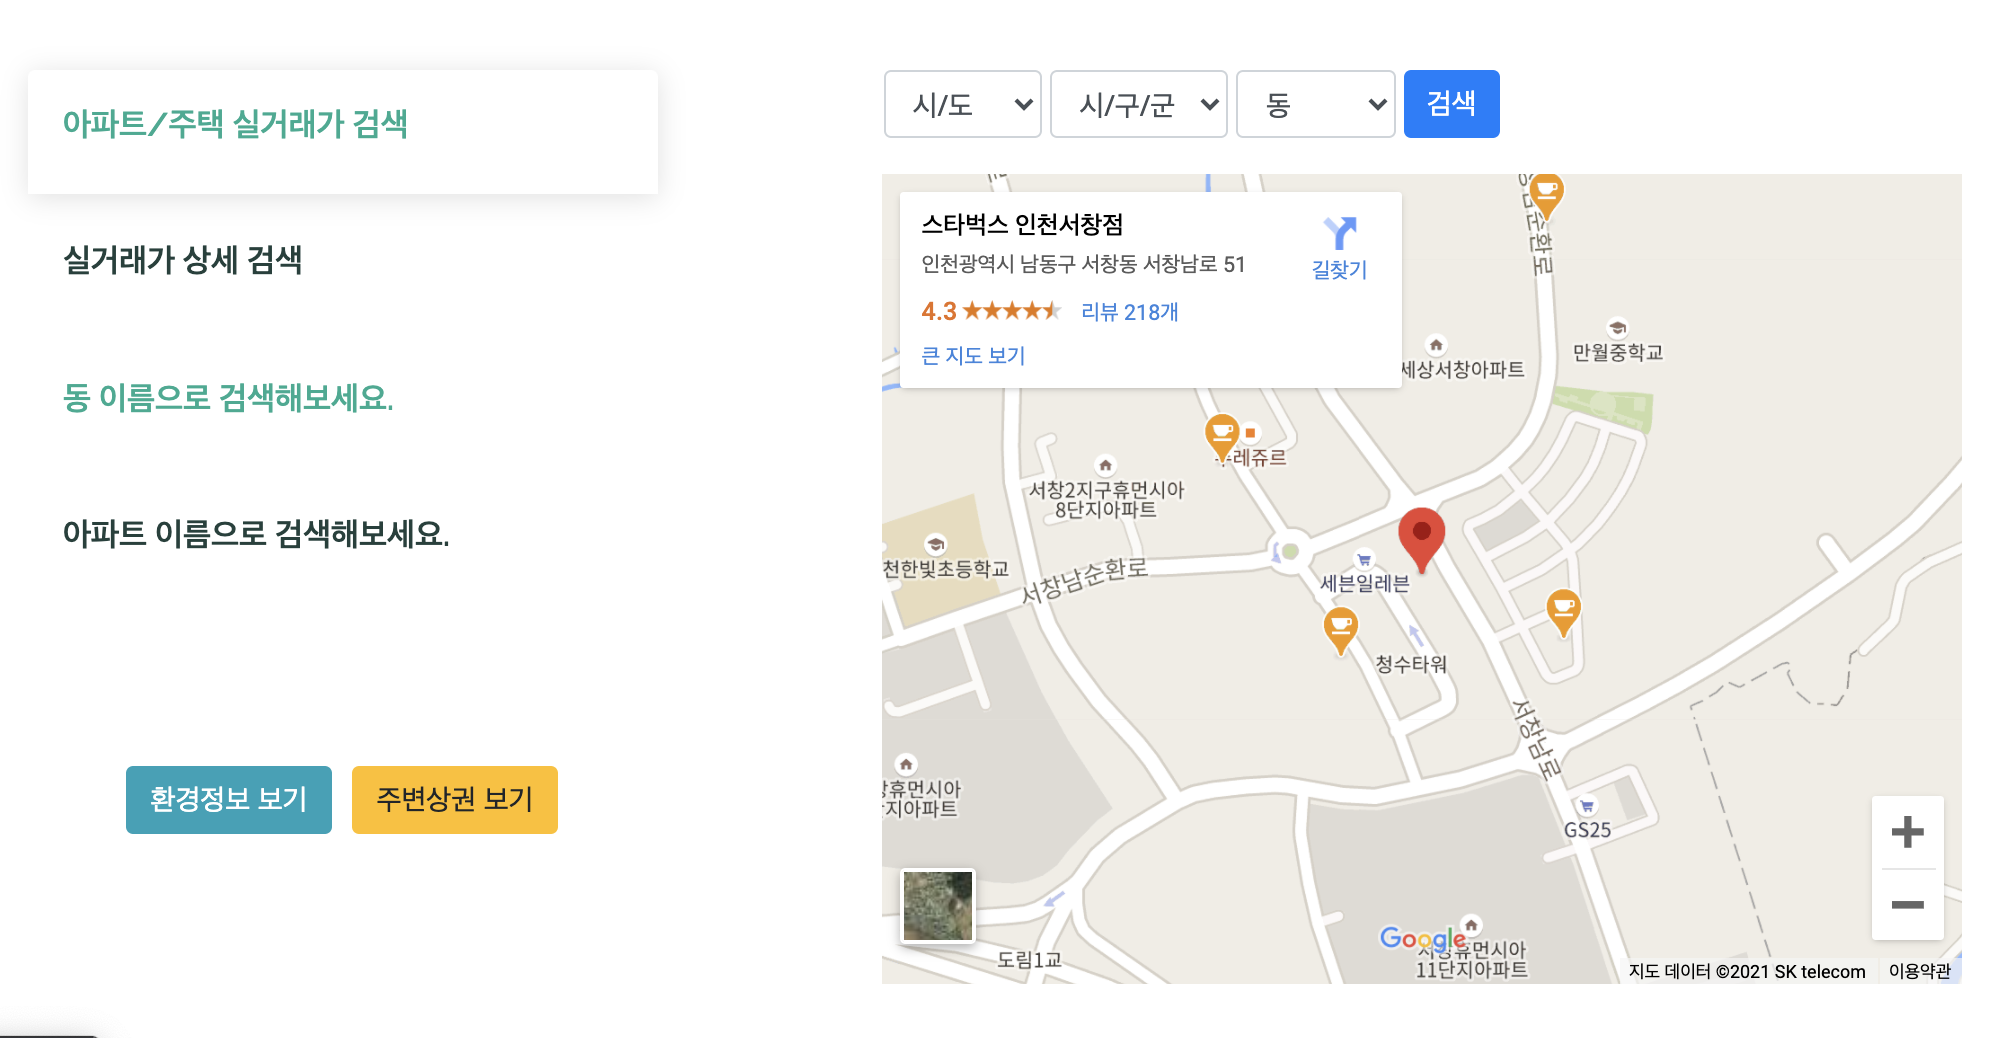 아파트/주택 실거래가 검색
실거래가 상세 검색
동 이름으로 검색해보세요.
아파트 이름으로 검색해보세요.
환경정보 보기
주변상권 보기
시/도
시/구/군
동
검색
스타벅스 인천서창점
인천광역시 남동구 서창동 서창남로 51
길찾기
4.3
리뷰 218개
큰 지도 보기
만월중학교
세상서창아파트
레쥬르
서창2지구휴먼시아
8단지아파트
천한빛초등학교
서창남순환로
세븐일레븐
청수타워
서창남로
휴먼시아
지아파트
GS25
도림1교
Google
휴먼시아
11단지아파트
지도 데이터 ©2021 SK telecom
이용약관